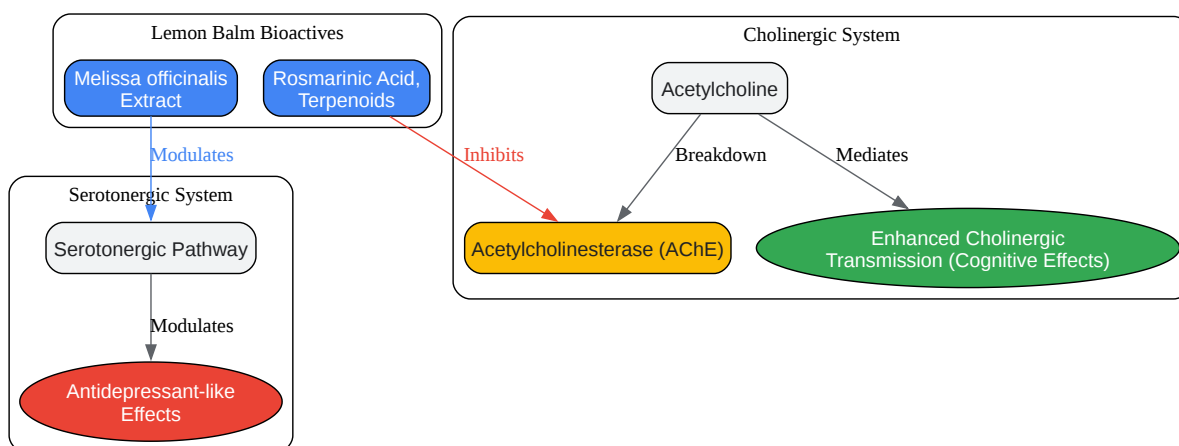 Lemon Balm Bioactives
Melissa officinalis
Extract
Rosmarinic Acid,
Terpenoids
Cholinergic System
Acetylcholine
Modulates
Inhibits
Breakdown
Mediates
Serotonergic System
Serotonergic Pathway
Acetylcholinesterase (AChE)
Enhanced Cholinergic
Transmission (Cognitive Effects)
Modulates
Antidepressant-like
Effects